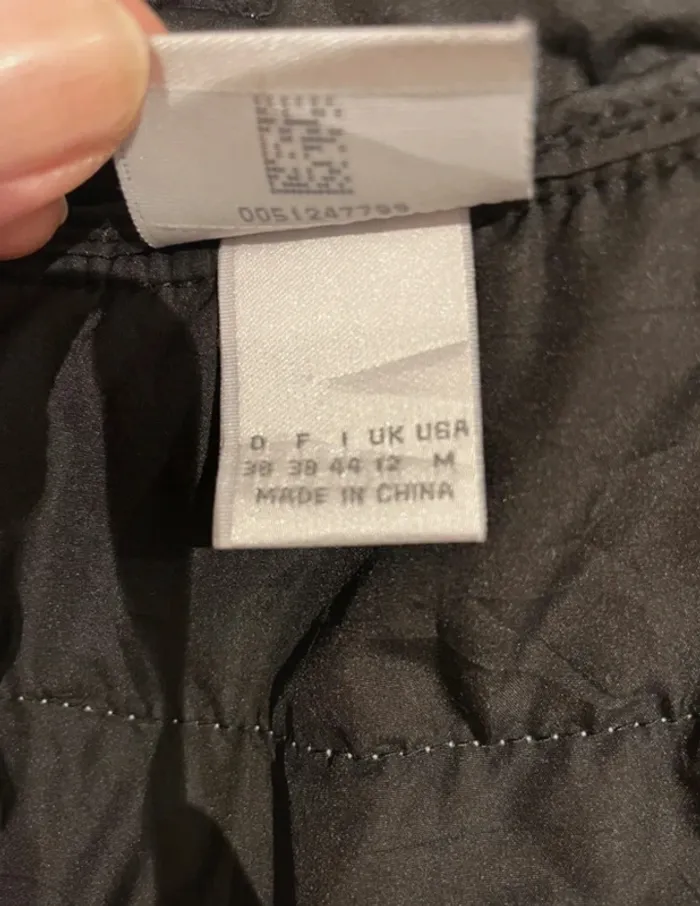 0051247799
D F I UK USA
38 38 44 12 M
MADE IN CHINA